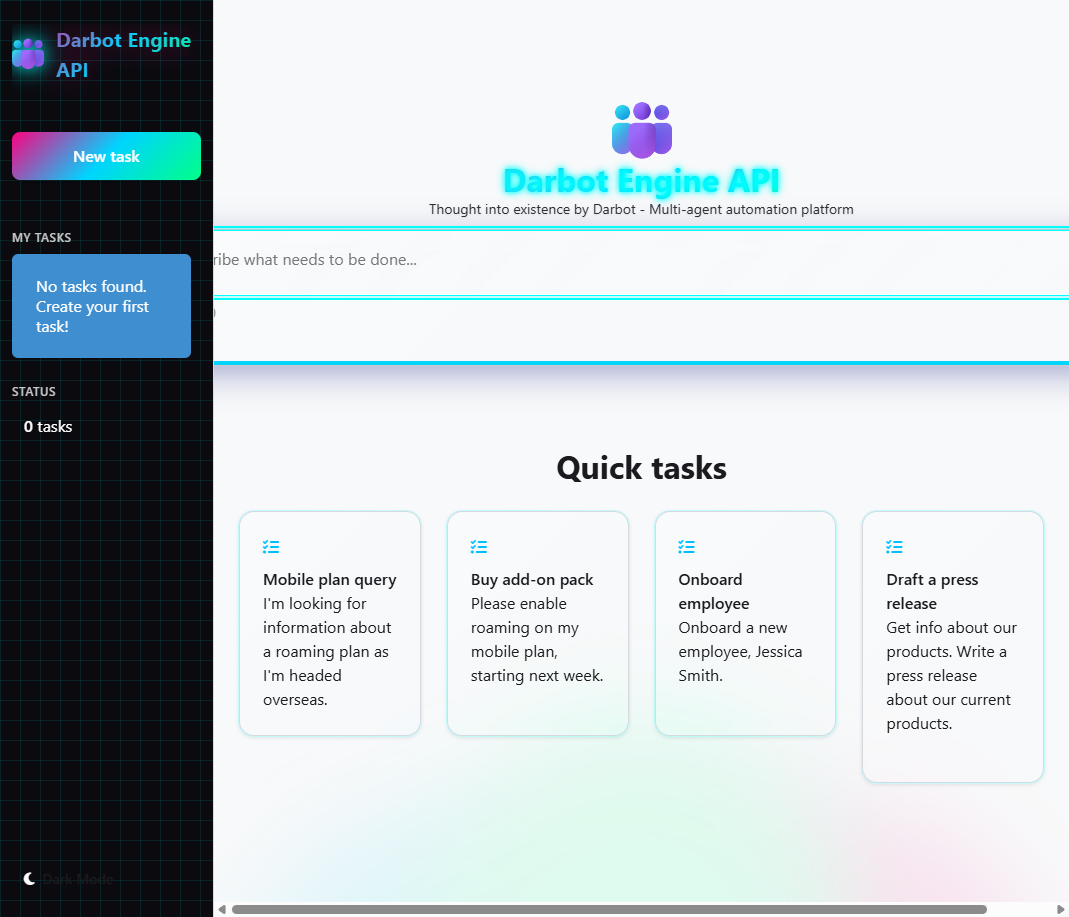 Darbot Engine
API
New task
MY TASKS
No tasks found.
Create your first
task!
STATUS
0 tasks
Dark Mode
Darbot Engine API
Thought into existence by Darbot - Multi-agent automation platform
ribe what needs to be done...
Quick tasks
Mobile plan query
I'm looking for
information about
a roaming plan as
I'm headed
overseas.
Buy add-on pack
Please enable
roaming on my
mobile plan,
starting next week.
Onboard
employee
Onboard a new
employee, Jessica
Smith.
Draft a press
release
Get info about our
products. Write a
press release
about our current
products.